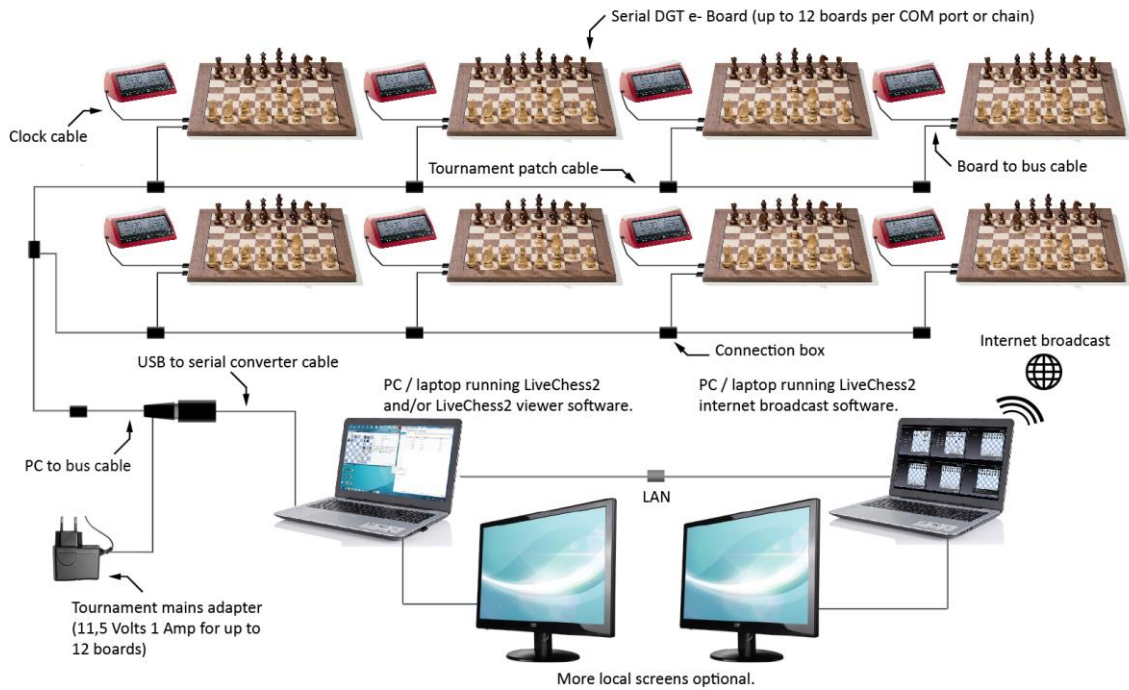 Serial DGT e- Board (up to 12 boards per COM port or chain)
Clock cable
Tournament patch cable
Board to bus cable
Connection box
Internet broadcast
USB to serial converter cable
PC / laptop running LiveChess2
and/or LiveChess2 viewer software.
PC / laptop running LiveChess2
internet broadcast software.
PC to bus cable
LAN
Tournament mains adapter
(11,5 Volts 1 Amp for up to
12 boards)
More local screens optional.